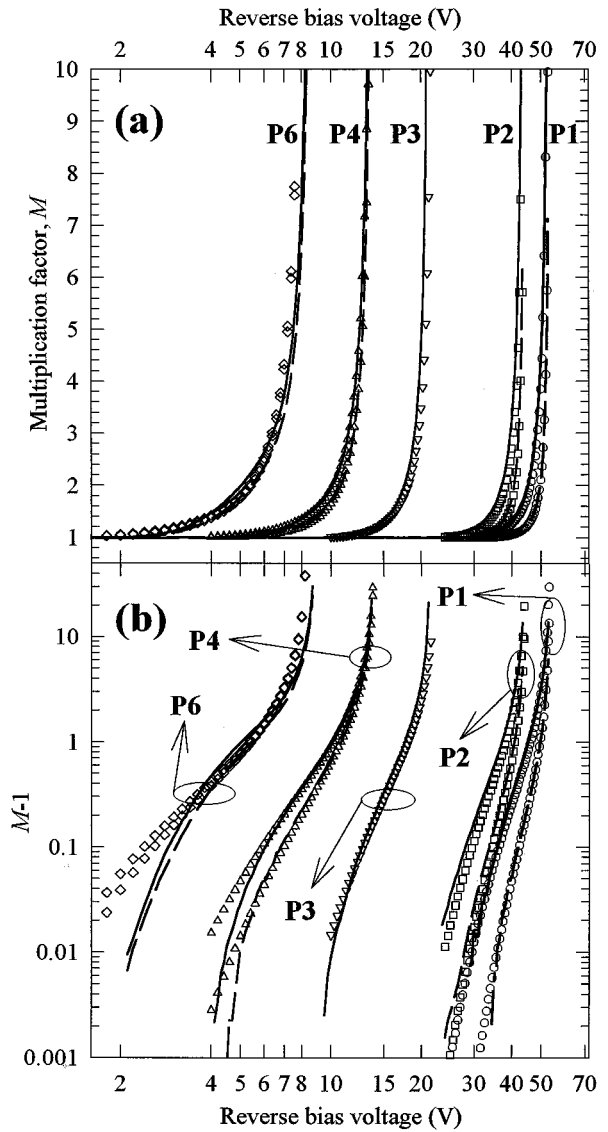 Reverse bias voltage (V)
2 4 5 6 7 8 10 15 20 30 40 50 70
(a)
P6 P4 P3 P2 P1
Multiplication factor, M
10
9
8
7
6
5
4
3
2
1
(b)
P1
P4
P6
P2
P3
M-1
10
1
0.1
0.01
0.001
2 4 5 6 7 8 10 15 20 30 40 50 70
Reverse bias voltage (V)